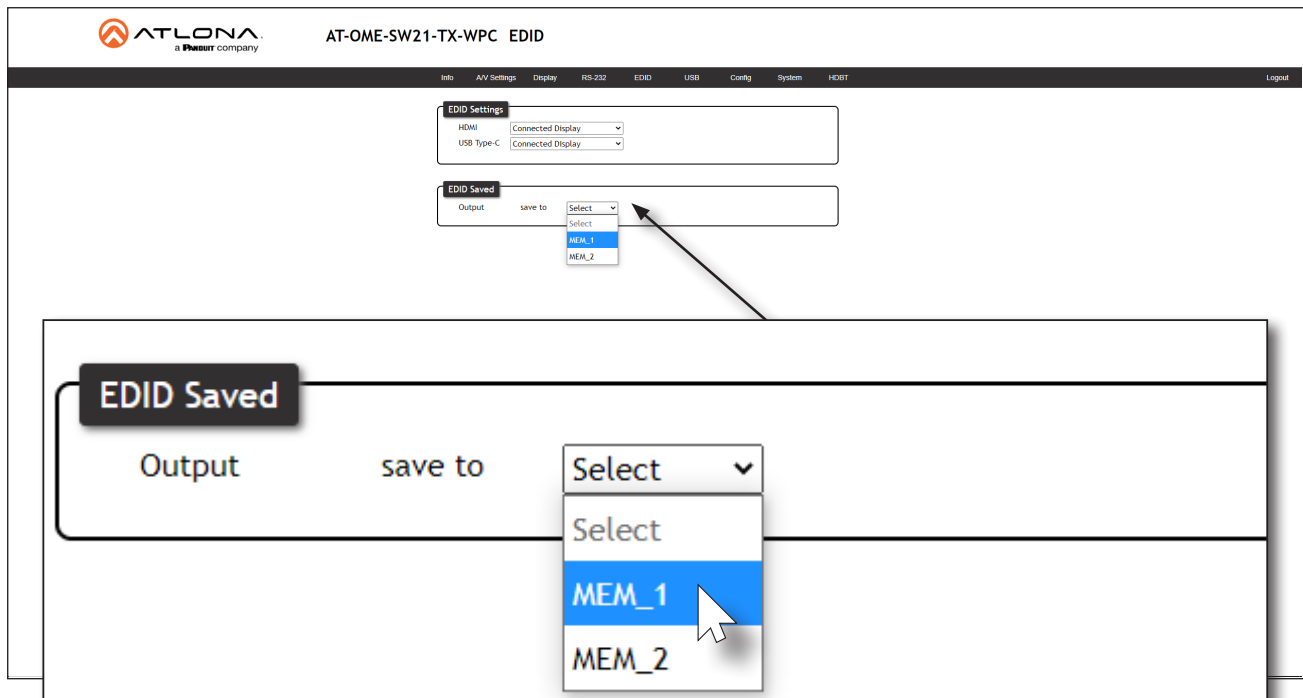 ATLONA.
a PANDUIT company
AT-OME-SW21-TX-WPC EDID
Info A/V Settings Display RS-232 EDID USB Config System HDBT Logout
EDID Settings
HDMI Connected Display
USB Type-C Connected Display
EDID Saved
Output save to Select
Select
MEM_1
MEM_2
EDID Saved
Output save to Select
Select
MEM_1
MEM_2